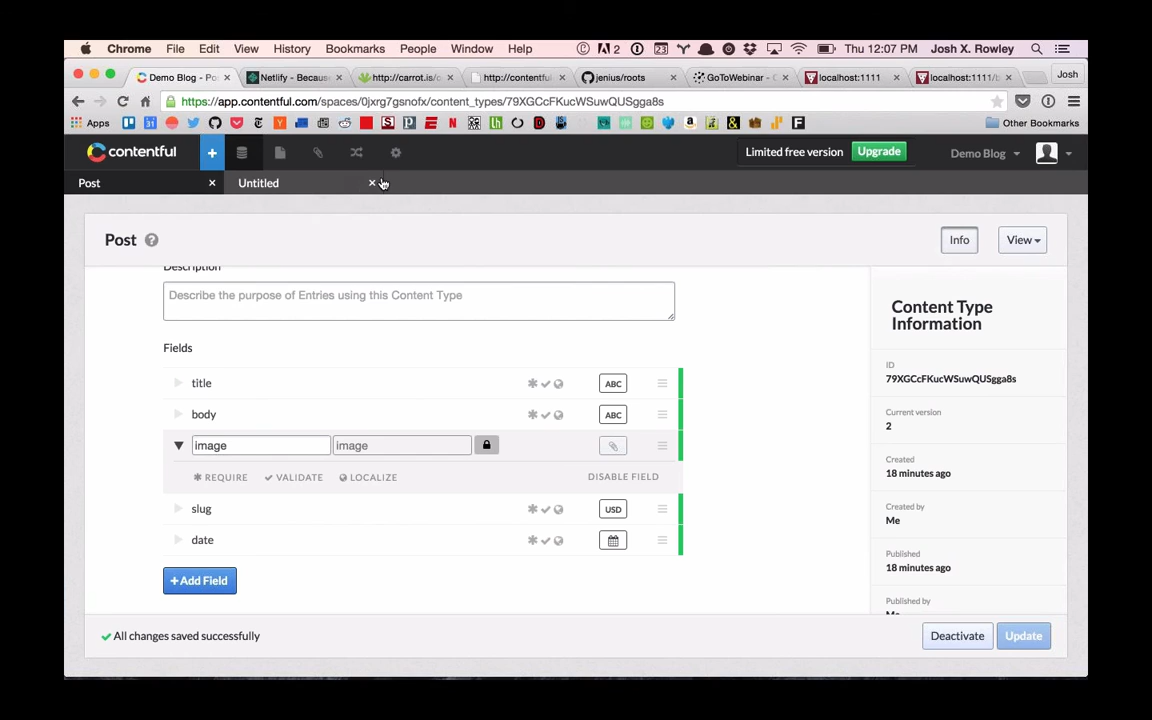 Chrome File Edit View History Bookmarks People Window Help 2 23 Thu 12:07 PM Josh X. Rowley
Demo Blog - Po Netlify - Becaus http://carrot.is/c http://contentful jenius/roots GoToWebinar - localhost:1111 localhost:1111/b Josh
https://app.contentful.com/spaces/0jxrg7gsnofx/content_types/79XGCcFKucWSuwQUSgga8s
Apps Other Bookmarks
contentful + Limited free version Upgrade Demo Blog
Post Untitled
Post ? Info View
Description
Describe the purpose of Entries using this Content Type
Content Type
Information
Fields
ID
79XGCcFKucWSuwQUSgga8s
title ABC
body ABC
Current version
2
image image
Created
18 minutes ago
REQUIRE VALIDATE LOCALIZE DISABLE FIELD
slug USD
Created by
Me
date
Published
18 minutes ago
+ Add Field
Published by
Me
All changes saved successfully Deactivate Update